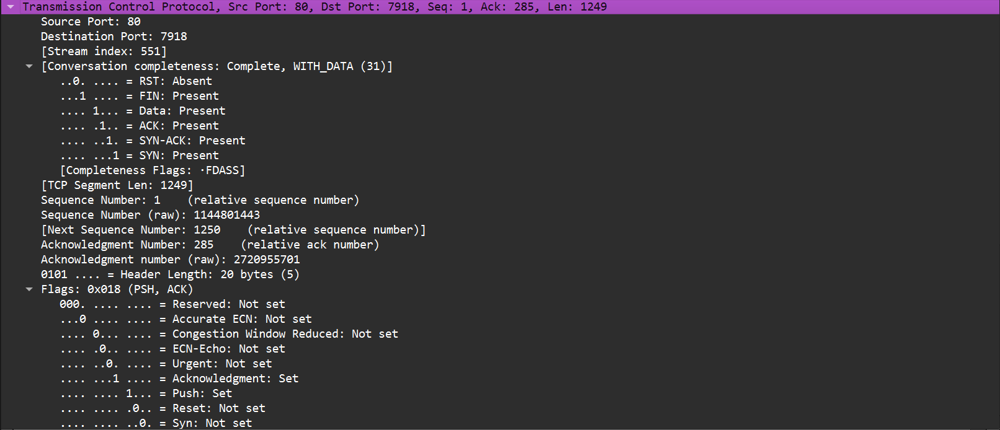 Transmission Control Protocol, Src Port: 80, Dst Port: 7918, Seq: 1, Ack: 285, Len: 1249
Source Port: 80
Destination Port: 7918
[Stream index: 551]
[Conversation completeness: Complete, WITH_DATA (31)]
..0. .... = RST: Absent
...1 .... = FIN: Present
.... 1... = Data: Present
.... .1.. = ACK: Present
.... ..1. = SYN-ACK: Present
.... ...1 = SYN: Present
[Completeness Flags: ·FDASS]
[TCP Segment Len: 1249]
Sequence Number: 1    (relative sequence number)
Sequence Number (raw): 1144801443
[Next Sequence Number: 1250    (relative sequence number)]
Acknowledgment Number: 285    (relative ack number)
Acknowledgment number (raw): 2720955701
0101 .... = Header Length: 20 bytes (5)
Flags: 0x018 (PSH, ACK)
000. .... .... = Reserved: Not set
...0 .... .... = Accurate ECN: Not set
.... 0... .... = Congestion Window Reduced: Not set
.... .0.. .... = ECN-Echo: Not set
.... ..0. .... = Urgent: Not set
.... ...1 .... = Acknowledgment: Set
.... .... 1... = Push: Set
.... .... .0.. = Reset: Not set
.... .... ..0. = Syn: Not set